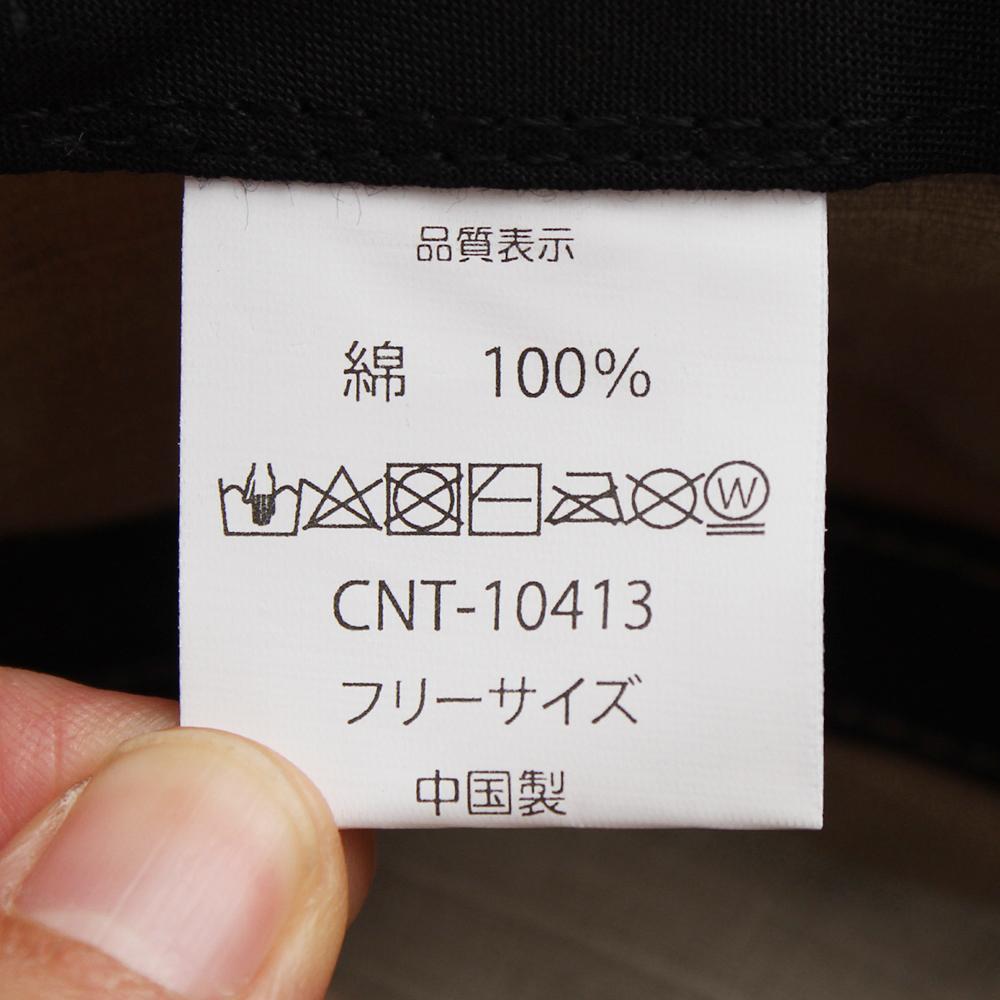 品質表示
綿 100%
W
CNT-10413
フリーサイズ
中国製